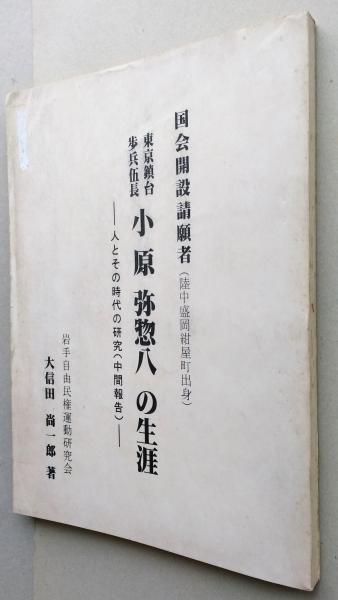 国会開設請願者（陸中盛岡紺屋町出身）
東京鎮台
歩兵伍長
小原弥惣八の生涯
――人とその時代の研究（中間報告）――
岩手自由民権運動研究会
大信田尚一郎著